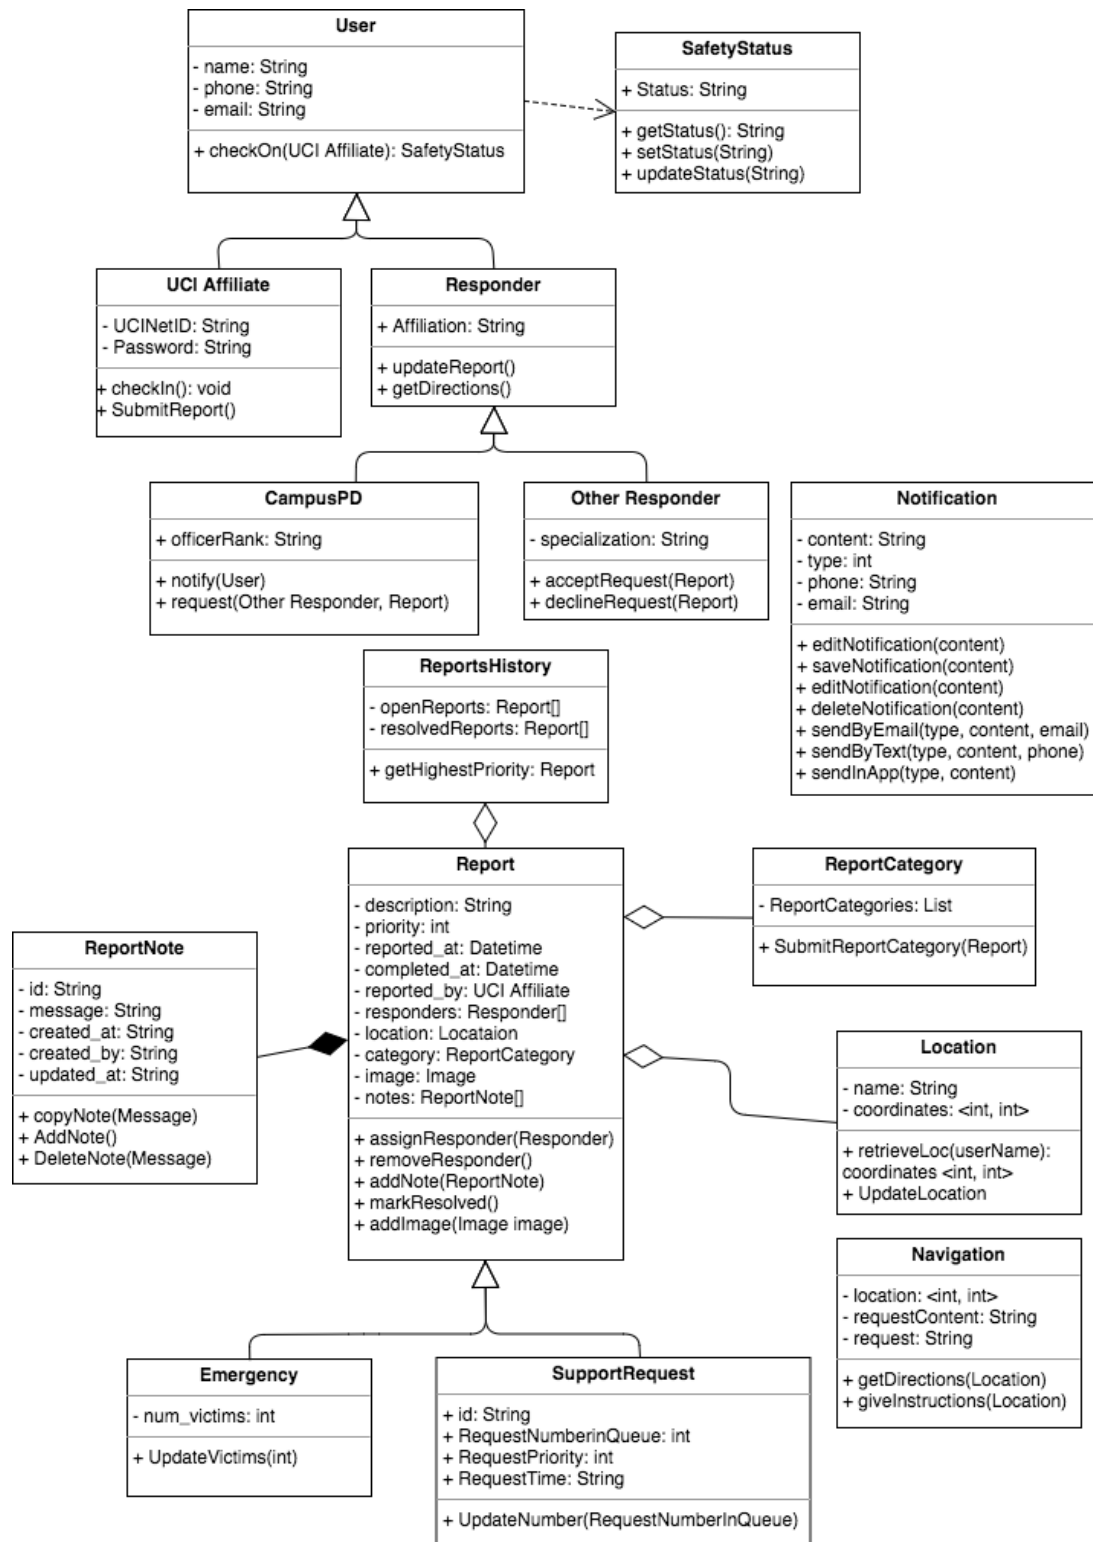 User
- name: String
- phone: String
- email: String
+ checkOn(UCI Affiliate): SafetyStatus
SafetyStatus
+ Status: String
+ getStatus(): String
+ setStatus(String)
+ updateStatus(String)
UCI Affiliate
- UCINetID: String
- Password: String
+ checkIn(): void
+ SubmitReport()
Responder
+ Affiliation: String
+ updateReport()
+ getDirections()
CampusPD
+ officerRank: String
+ notify(User)
+ request(Other Responder, Report)
Other Responder
- specialization: String
+ acceptRequest(Report)
+ declineRequest(Report)
Notification
- content: String
- type: int
- phone: String
- email: String
+ editNotification(content)
+ saveNotification(content)
+ editNotification(content)
+ deleteNotification(content)
+ sendByEmail(type, content, email)
+ sendByText(type, content, phone)
+ sendInApp(type, content)
ReportsHistory
- openReports: Report[]
- resolvedReports: Report[]
+ getHighestPriority: Report
Report
- description: String
- priority: int
- reported_at: Datetime
- completed_at: Datetime
- reported_by: UCI Affiliate
- responders: Responder[]
- location: Locataion
- category: ReportCategory
- image: Image
- notes: ReportNote[]
+ assignResponder(Responder)
+ removeResponder()
+ addNote(ReportNote)
+ markResolved()
+ addImage(Image image)
ReportCategory
- ReportCategories: List
+ SubmitReportCategory(Report)
ReportNote
- id: String
- message: String
- created_at: String
- created_by: String
- updated_at: String
+ copyNote(Message)
+ AddNote()
+ DeleteNote(Message)
Location
- name: String
- coordinates: <int, int>
+ retrieveLoc(userName):
coordinates <int, int>
+ UpdateLocation
Navigation
- location: <int, int>
- requestContent: String
- request: String
+ getDirections(Location)
+ giveInstructions(Location)
Emergency
- num_victims: int
+ UpdateVictims(int)
SupportRequest
+ id: String
+ RequestNumberinQueue: int
+ RequestPriority: int
+ RequestTime: String
+ UpdateNumber(RequestNumberInQueue)